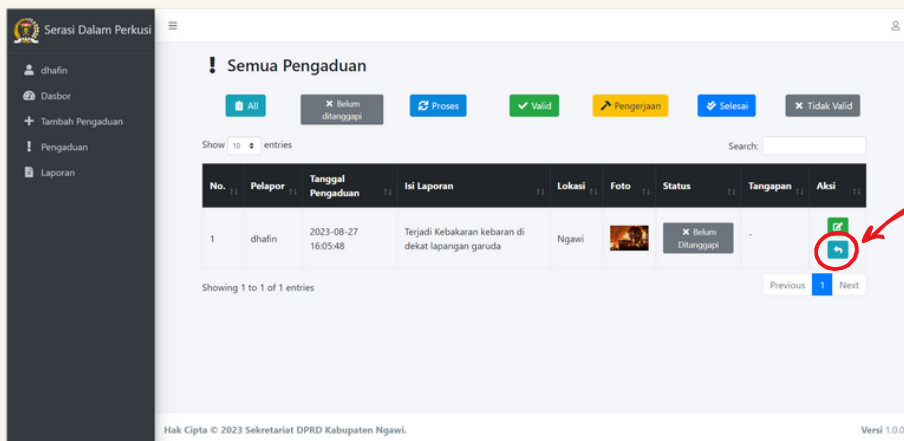 Serasi Dalam Perkusi
dhafin
Dasbor
Tambah Pengaduan
Pengaduan
Laporan
Semua Pengaduan
All
Belum
ditanggapi
Proses
Valid
Pengerjaan
Selesai
Tidak Valid
Show 10 entries
Search:
No. Pelapor Tanggal Pengaduan Isi Laporan Lokasi Foto Status Tangapan Aksi
1 dhafin 2023-08-27 Terjadi Kebakaran kebaran di Ngawi Belum -
16:05:48 dekat lapangan garuda Ditanggapi
Showing 1 to 1 of 1 entries
Previous 1 Next
Hak Cipta © 2023 Sekretariat DPRD Kabupaten Ngawi.
Versi 1.0.0